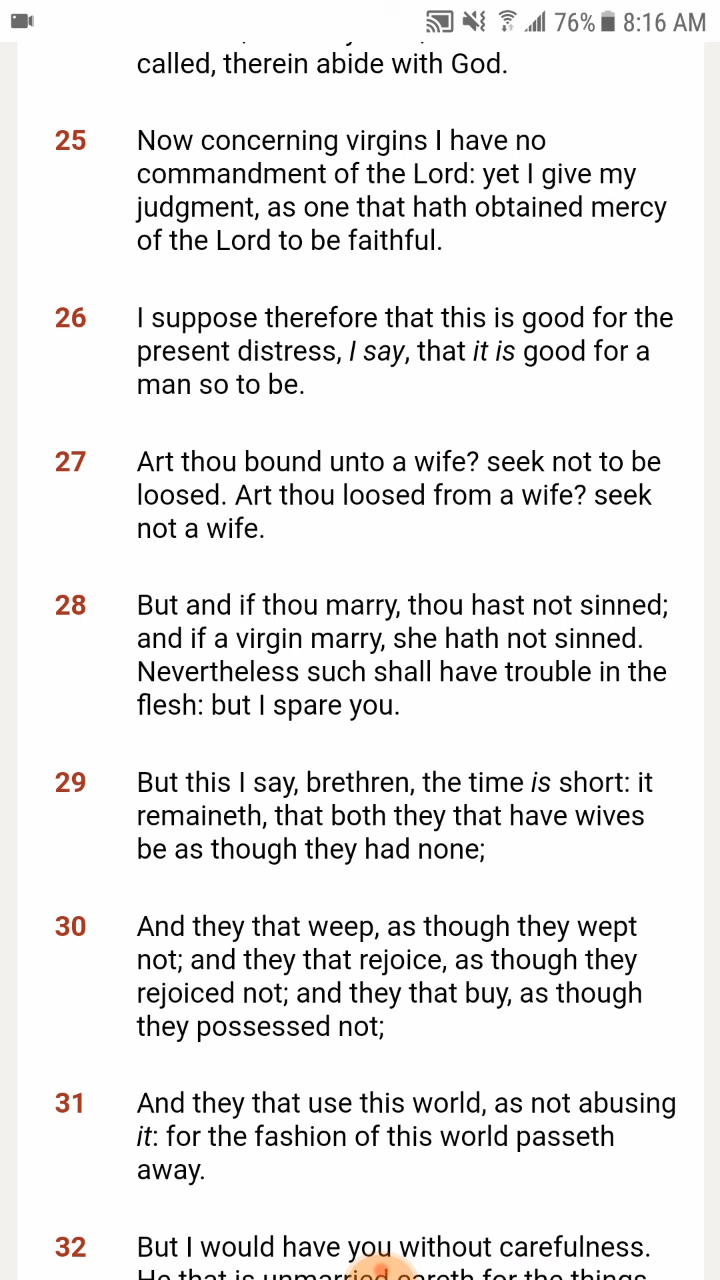 76% 8:16 AM
called, therein abide with God.
25 Now concerning virgins I have no
commandment of the Lord: yet I give my
judgment, as one that hath obtained mercy
of the Lord to be faithful.
26 I suppose therefore that this is good for the
present distress, I say, that it is good for a
man so to be.
27 Art thou bound unto a wife? seek not to be
loosed. Art thou loosed from a wife? seek
not a wife.
28 But and if thou marry, thou hast not sinned;
and if a virgin marry, she hath not sinned.
Nevertheless such shall have trouble in the
flesh: but I spare you.
29 But this I say, brethren, the time is short: it
remaineth, that both they that have wives
be as though they had none;
30 And they that weep, as though they wept
not; and they that rejoice, as though they
rejoiced not; and they that buy, as though
they possessed not;
31 And they that use this world, as not abusing
it: for the fashion of this world passeth
away.
32 But I would have you without carefulness.
He that is unmarried careth for the things